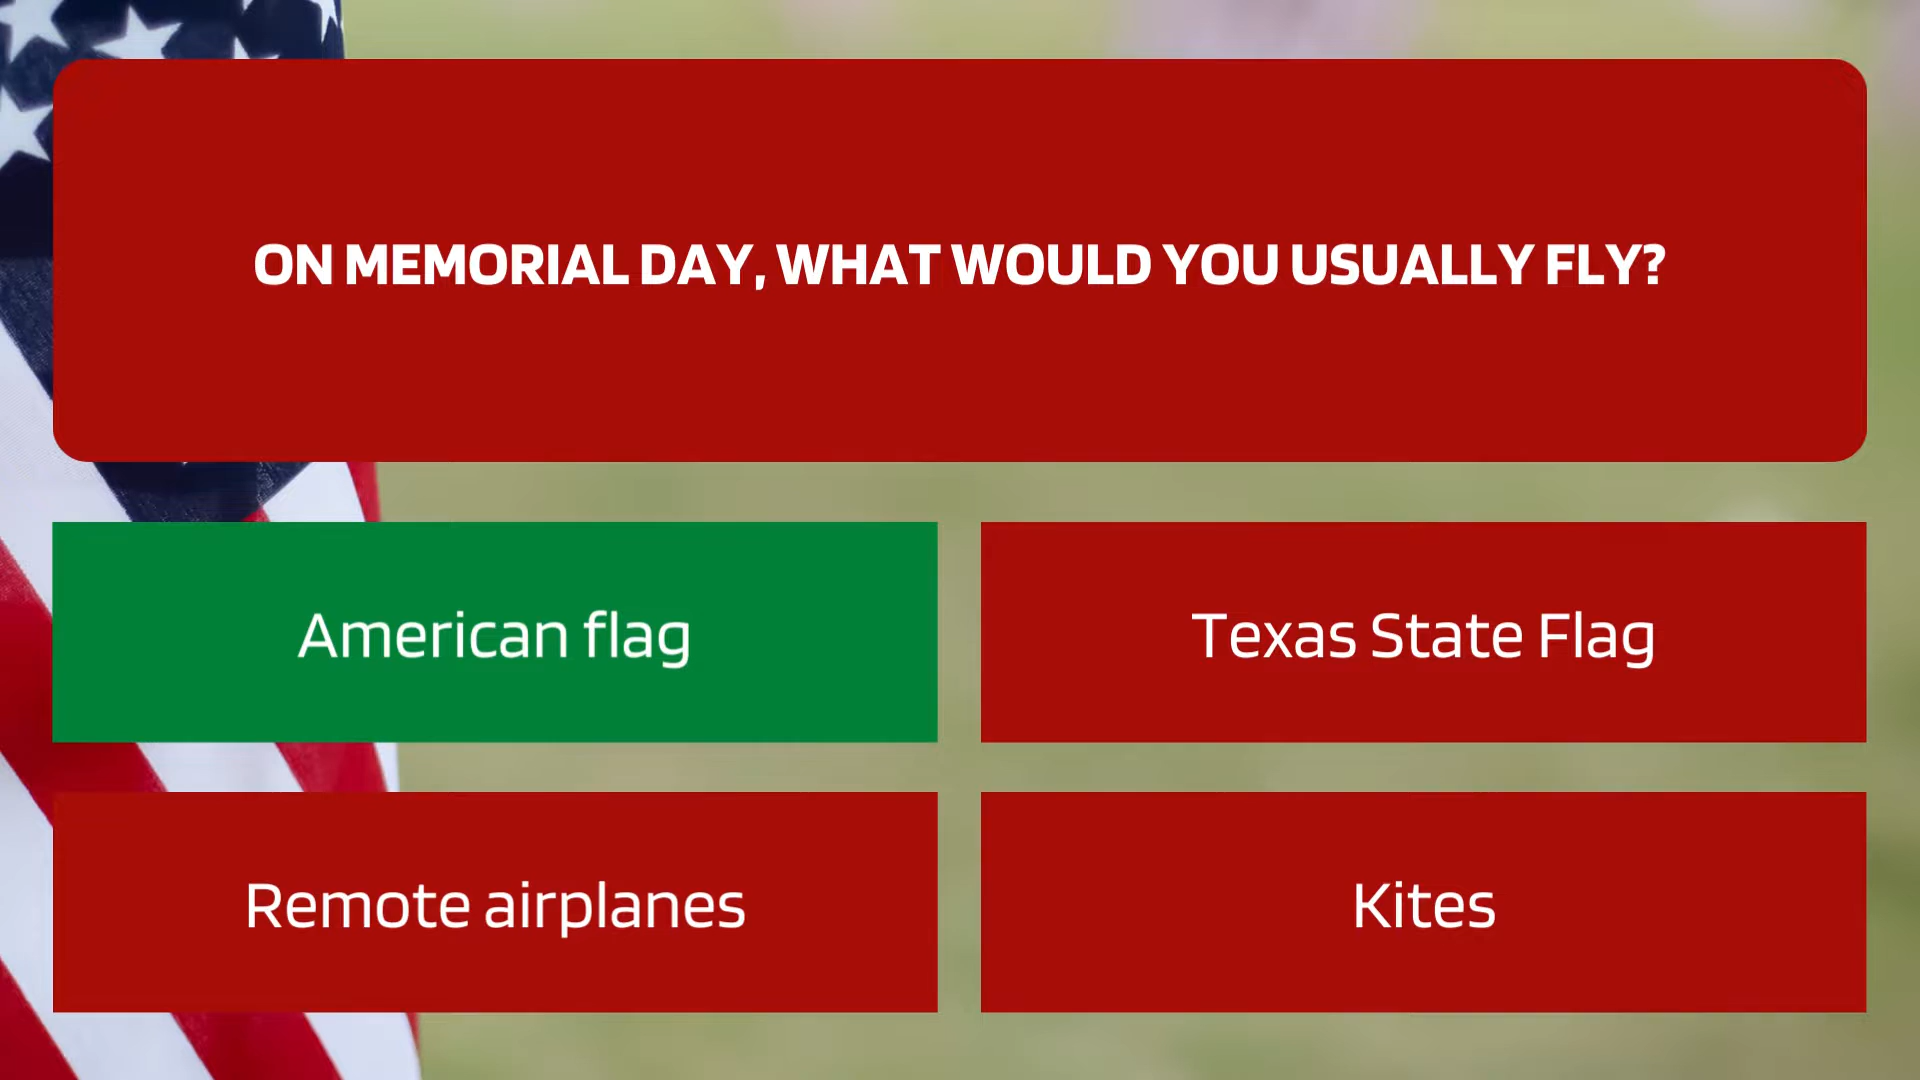 ON MEMORIAL DAY, WHAT WOULD YOU USUALLY FLY?
American flag
Texas State Flag
Remote airplanes
Kites